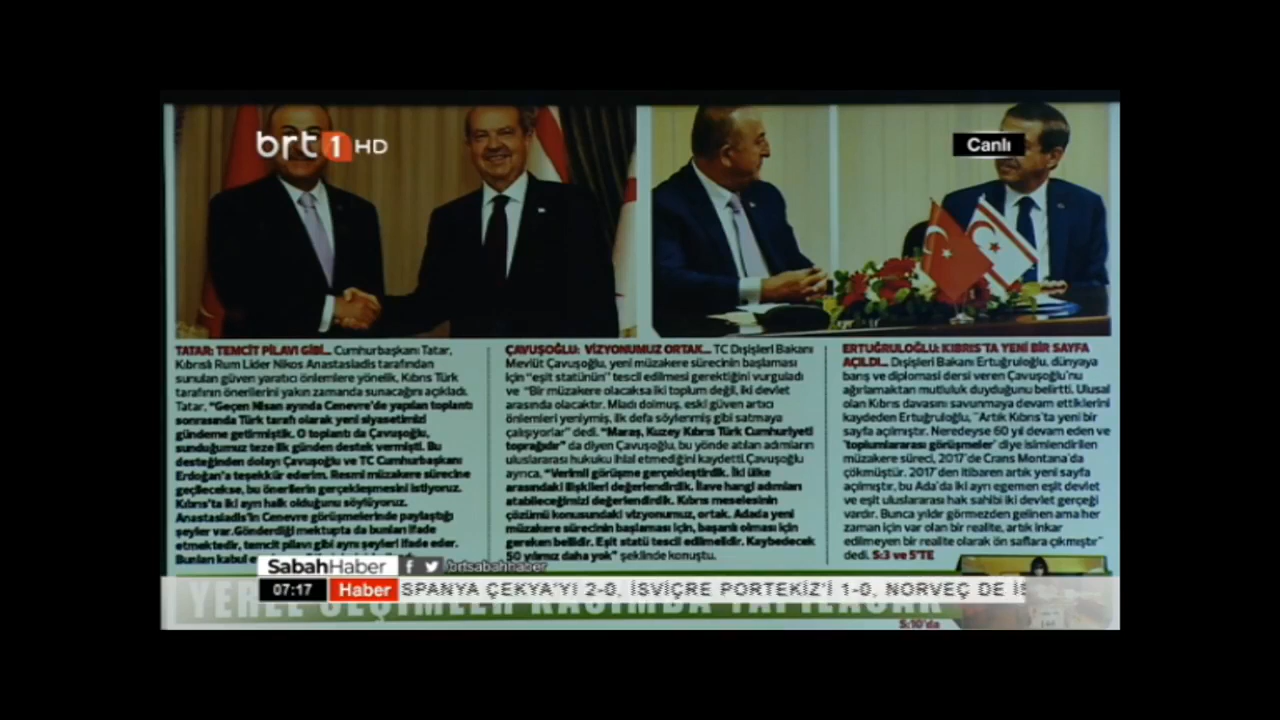 brt 1 HD
Canlı
TATAR: TEMCİT PİLAVI GİBİ... Cumhurbaşkanı Tatar,
Kıbrıslı Rum Lider Nikos Anastasiadis tarafından
sunulan güven yaratıcı önlemlere yönelik, Kıbrıs Türk
tarafının önerilerini yakın zamanda sunacağını açıkladı.
Tatar, "Geçen Nisan ayında Cenevre'de yapılan toplantı
sonrasında Türk tarafı olarak yeni siyasetimizi
gündeme getirmiştik. O toplantı da Çavuşoğlu,
sunduğumuz teze ilk günden destek vermişti. Bu
desteğinden dolayı Çavuşoğlu ve TC Cumhurbaşkanı
Erdoğan'a teşekkür ederim. Resmi müzakere sürecine
geçilecekse, bu önerilerin gerçekleşmesini istiyoruz.
Kıbrıs'ta iki ayrı halk olduğunu söylüyoruz.
Anastasiadis'in Cenevre görüşmelerinde paylaştığı
şeyler var. Gönderdiği mektupta da bunları ifade
etmektedir, temcit pilavı gibi aynı şeyleri ifade eder.
Bunları kabul
ÇAVUŞOĞLU: VİZYONUMUZ ORTAK... TC Dışişleri Bakanı
Mevlüt Çavuşoğlu, yeni müzakere sürecinin başlaması
için "eşit statünün" tescil edilmesi gerektiğini vurguladı
ve "Bir müzakere olacaksa iki toplum değil, iki devlet
arasında olacaktır. Miadı dolmuş, eski güven artıcı
önlemleri yenilymiş, ilk defa söylenmiş gibi satmaya
çalışıyorlar" dedi. "Maraş, Kuzey Kıbrıs Türk Cumhuriyeti
toprağıdır" da diyen Çavuşoğlu, bu yönde atılan adımların
uluslararası hukuku ihlal etmediğini kaydetti.Çavuşoğlu
ayrıca, "Verimli görüşme gerçekleştirdik. İki ülke
arasındaki ilişkileri değerlendirdik. İlave hangi adımları
atabileceğimizi değerlendirdik. Kıbrıs meselesinin
çözümü konusundaki vizyonumuz, ortak. Adada yeni
müzakere sürecinin başlaması için, başarılı olması için
gereken bellidir. Eşit statü tescil edilmelidir. Kaybedecek
50 yılımız daha yok" şeklinde konuştu.
ERTUĞRULOĞLU: KIBRIS'TA YENİ BİR SAYFA
AÇILDI... Dışişleri Bakanı Ertuğruloğlu, dünyaya
barış ve diplomasi dersi veren Çavuşoğlu'nu
ağırlamaktan mutluluk duyduğunu belirtti. Ulusal
olan Kıbrıs davasını savunmaya devam ettiklerini
kaydeden Ertuğruloğlu, "Artık Kıbrıs'ta yeni bir
sayfa açılmıştır. Neredeyse 60 yıl devam eden ve
'toplumlararası görüşmeler' diye isimlendirilen
müzakere süreci, 2017'de Crans Montana'da
çökmüştür. 2017'den itibaren artık yeni sayfa
açılmıştır, bu Ada'da iki ayrı egemen eşit devlet
ve eşit uluslararası hak sahibi iki devlet gerçeği
vardır. Bunca yıldır görmezden gelinen ama her
zaman için var olan bir realite, artık inkar
edilmeyen bir realite olarak ön saflara çıkmıştır"
dedi. S:3 ve 5'TE
SabahHaber
/brtsabahhaber
07:17 Haber SPANYA ÇEKYA'YI 2-0, İSVİÇRE PORTEKİZ'İ 1-0, NORVEÇ DE İS
YEREL SEÇİMLER KASIMDA YAPILACAK
S:10'da